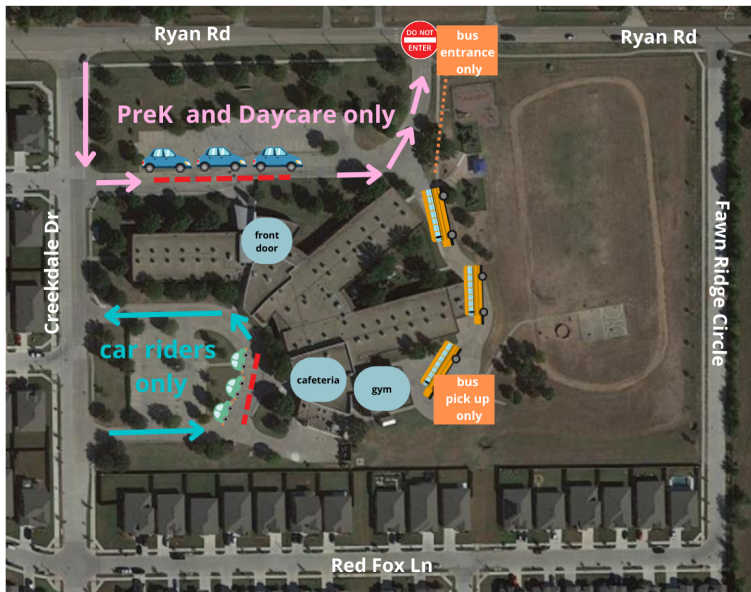 Ryan Rd
DO NOT
ENTER
bus
entrance
only
Ryan Rd
PreK and Daycare only
front
door
Creekdale Dr
Fawn Ridge Circle
car riders
only
cafeteria
gym
bus
pick up
only
Red Fox Ln